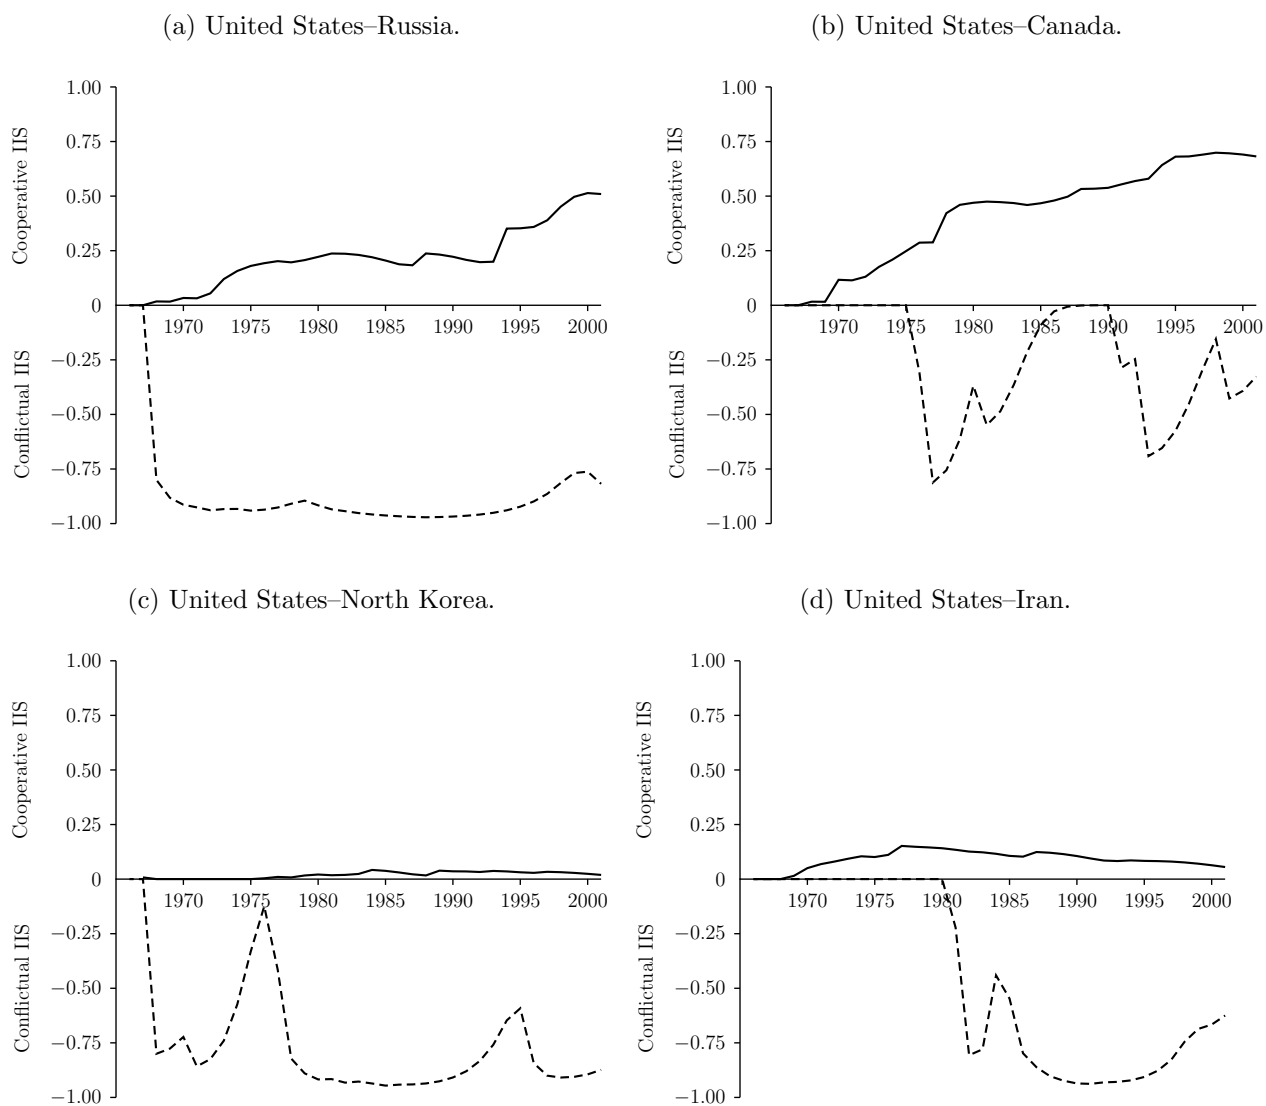 (a) United States–Russia.
Cooperative IIS
Conflictual IIS
1.00
0.75
0.50
0.25
0
−0.25
−0.50
−0.75
−1.00
1970 1975 1980 1985 1990 1995 2000
(b) United States–Canada.
Cooperative IIS
Conflictual IIS
1.00
0.75
0.50
0.25
0
−0.25
−0.50
−0.75
−1.00
1970 1975 1980 1985 1990 1995 2000
(c) United States–North Korea.
Cooperative IIS
Conflictual IIS
1.00
0.75
0.50
0.25
0
−0.25
−0.50
−0.75
−1.00
1970 1975 1980 1985 1990 1995 2000
(d) United States–Iran.
Cooperative IIS
Conflictual IIS
1.00
0.75
0.50
0.25
0
−0.25
−0.50
−0.75
−1.00
1970 1975 1980 1985 1990 1995 2000